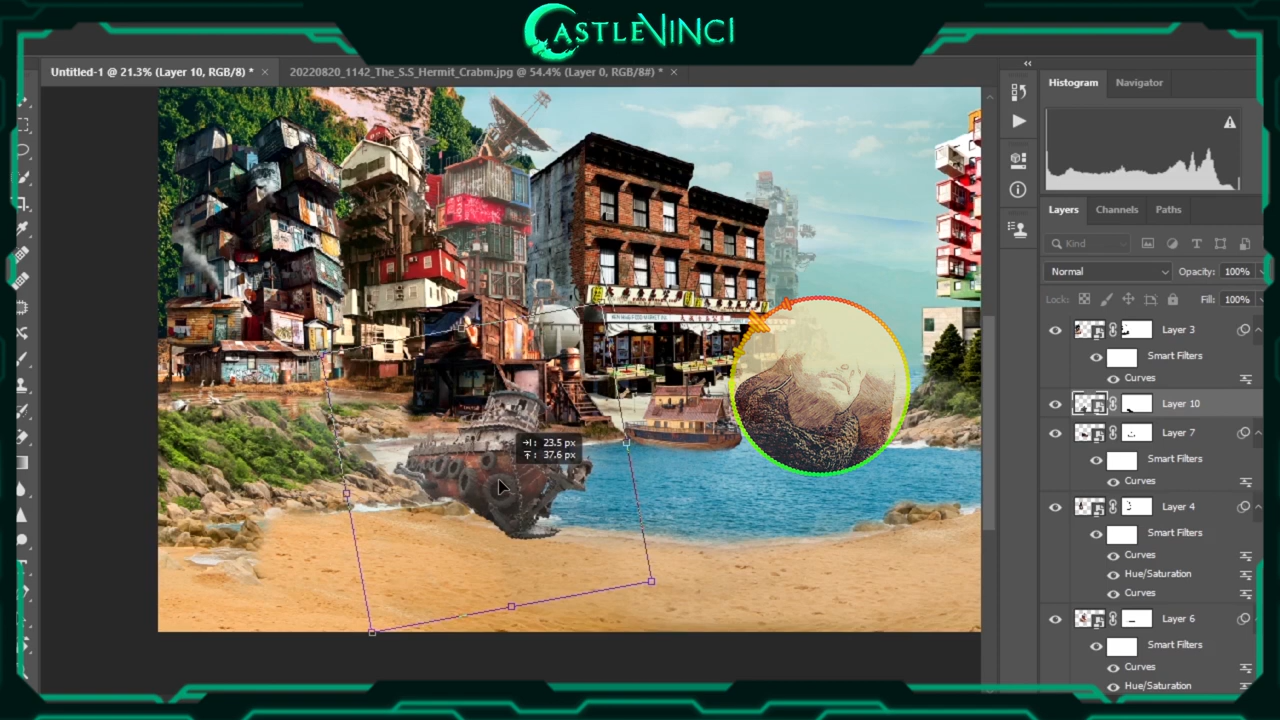 CASTLEVINCI
Untitled-1 @ 21.3% (Layer 10, RGB/8) * ×
20220820_1142_The_S.S_Hermit_Crabm.jpg @ 54.4% (Layer 0, RGB/8#) * ×
Histogram Navigator
Layers Channels Paths
Kind
Normal Opacity: 100%
Lock: Fill: 100%
Layer 3
Smart Filters
Curves
Layer 10
Layer 7
Smart Filters
Curves
Layer 4
Smart Filters
Curves
Hue/Saturation
Curves
Layer 6
Smart Filters
Curves
Hue/Saturation
: 23.5 px
: 37.6 px